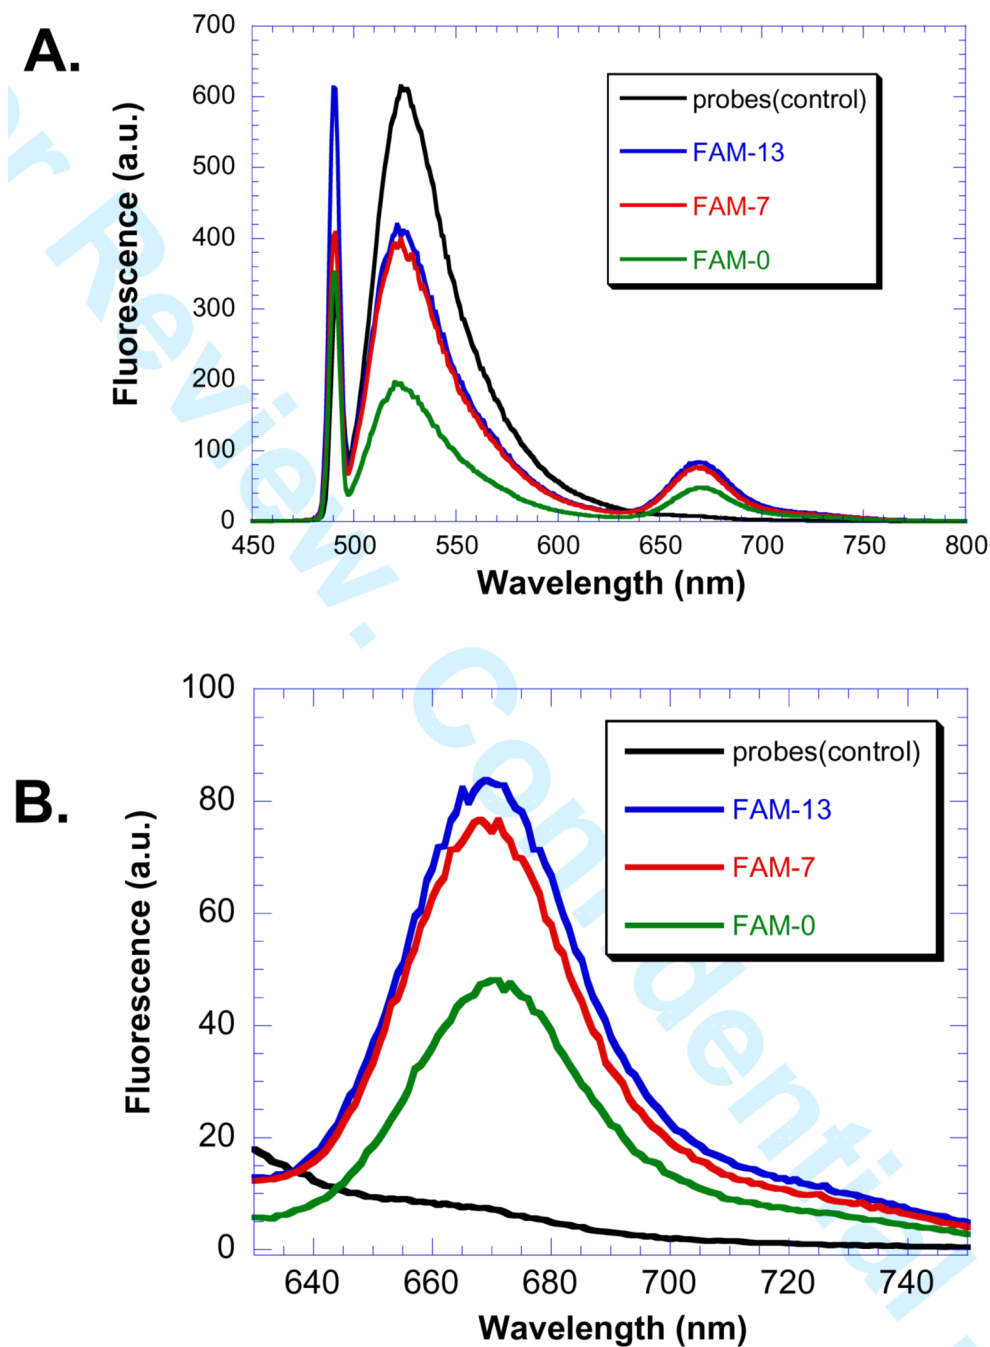 A.
700
600
500
400
300
200
100
0
Fluorescence (a.u.)
probes(control)
FAM-13
FAM-7
FAM-0
450 500 550 600 650 700 750 800
Wavelength (nm)
B.
100
80
60
40
20
0
Fluorescence (a.u.)
probes(control)
FAM-13
FAM-7
FAM-0
640 660 680 700 720 740
Wavelength (nm)
er Review. Confidential